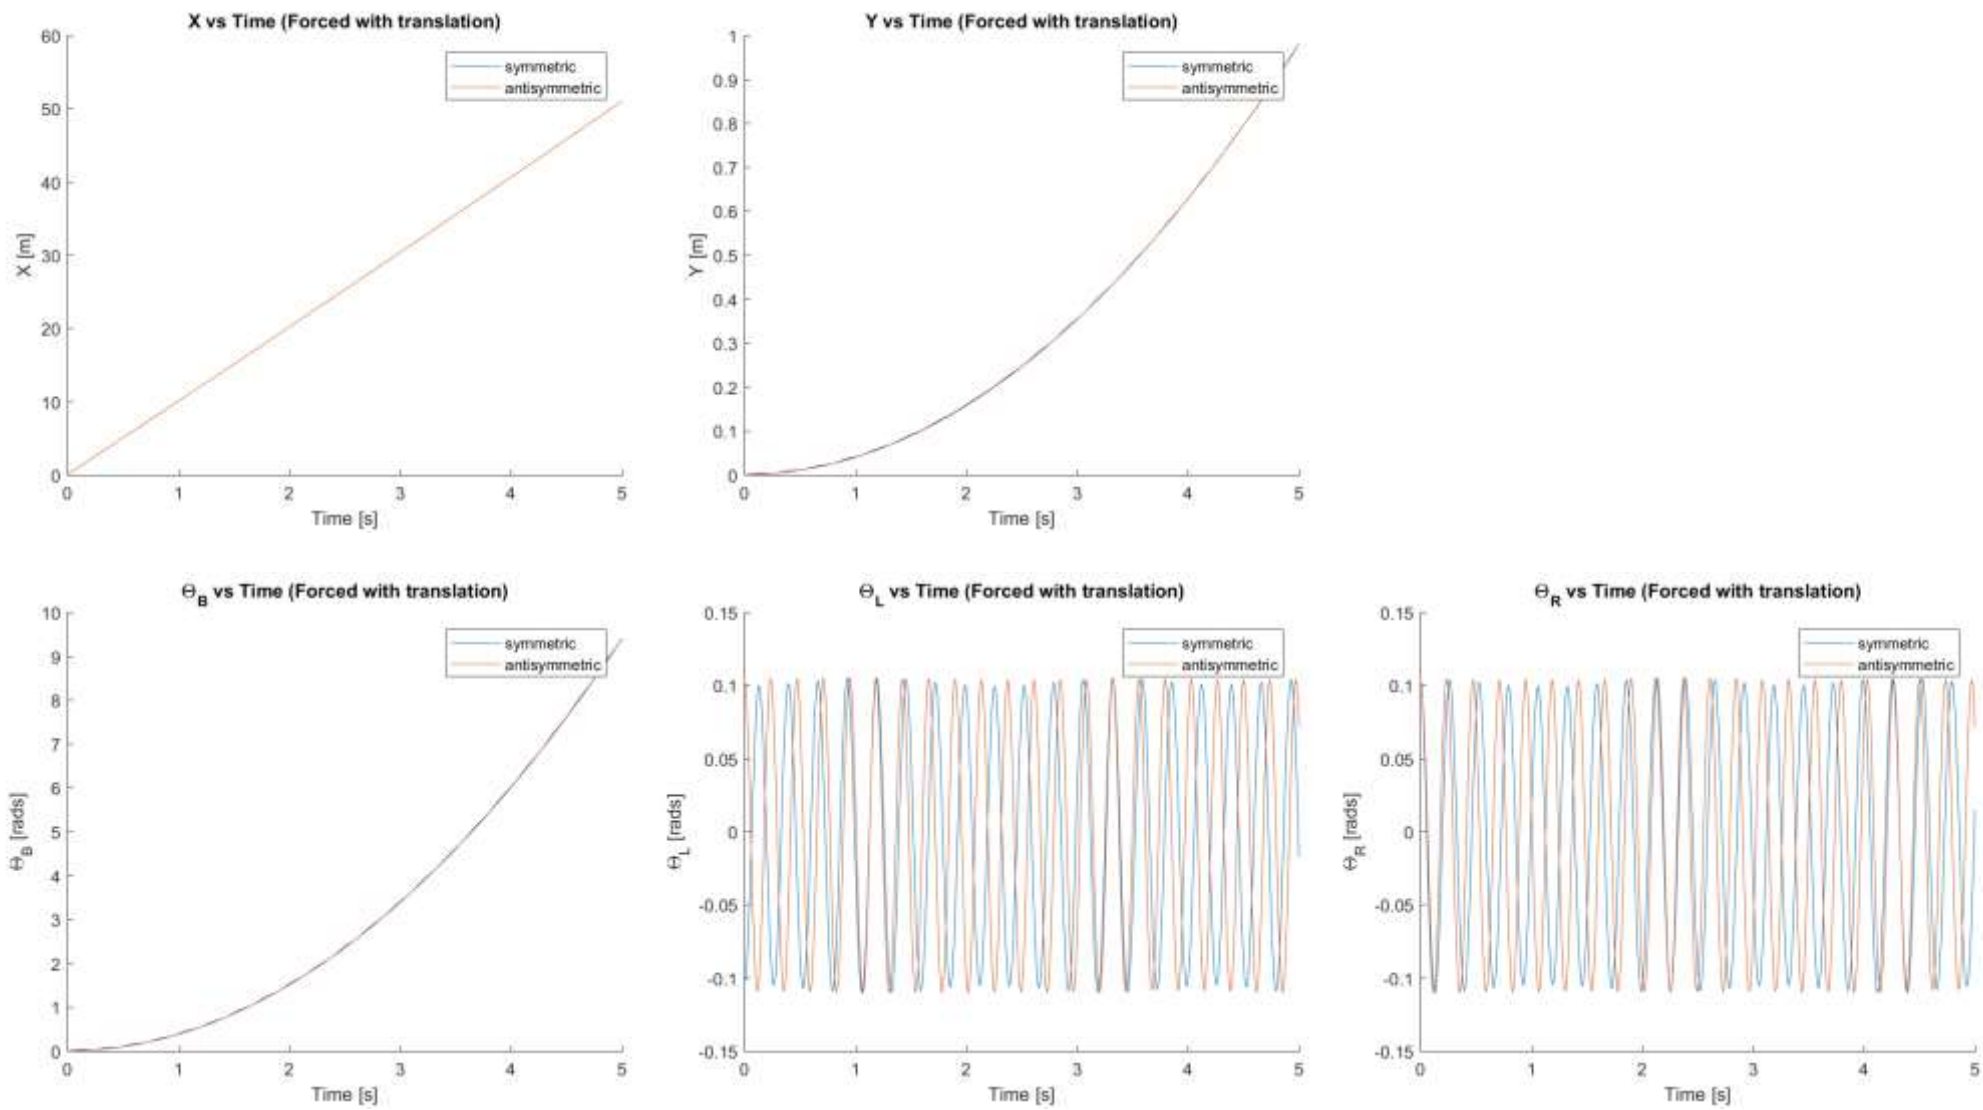 X vs Time (Forced with translation)
60
50
40
30
20
10
0
X [m]
symmetric
antisymmetric
0 1 2 3 4 5
Time [s]
Y vs Time (Forced with translation)
1
0.9
0.8
0.7
0.6
0.5
0.4
0.3
0.2
0.1
0
Y [m]
symmetric
antisymmetric
0 1 2 3 4 5
Time [s]
Θ_B vs Time (Forced with translation)
10
9
8
7
6
5
4
3
2
1
0
Θ_B [rads]
symmetric
antisymmetric
0 1 2 3 4 5
Time [s]
Θ_L vs Time (Forced with translation)
0.15
0.1
0.05
0
-0.05
-0.1
-0.15
Θ_L [rads]
symmetric
antisymmetric
0 1 2 3 4 5
Time [s]
Θ_R vs Time (Forced with translation)
0.15
0.1
0.05
0
-0.05
-0.1
-0.15
Θ_R [rads]
symmetric
antisymmetric
0 1 2 3 4 5
Time [s]